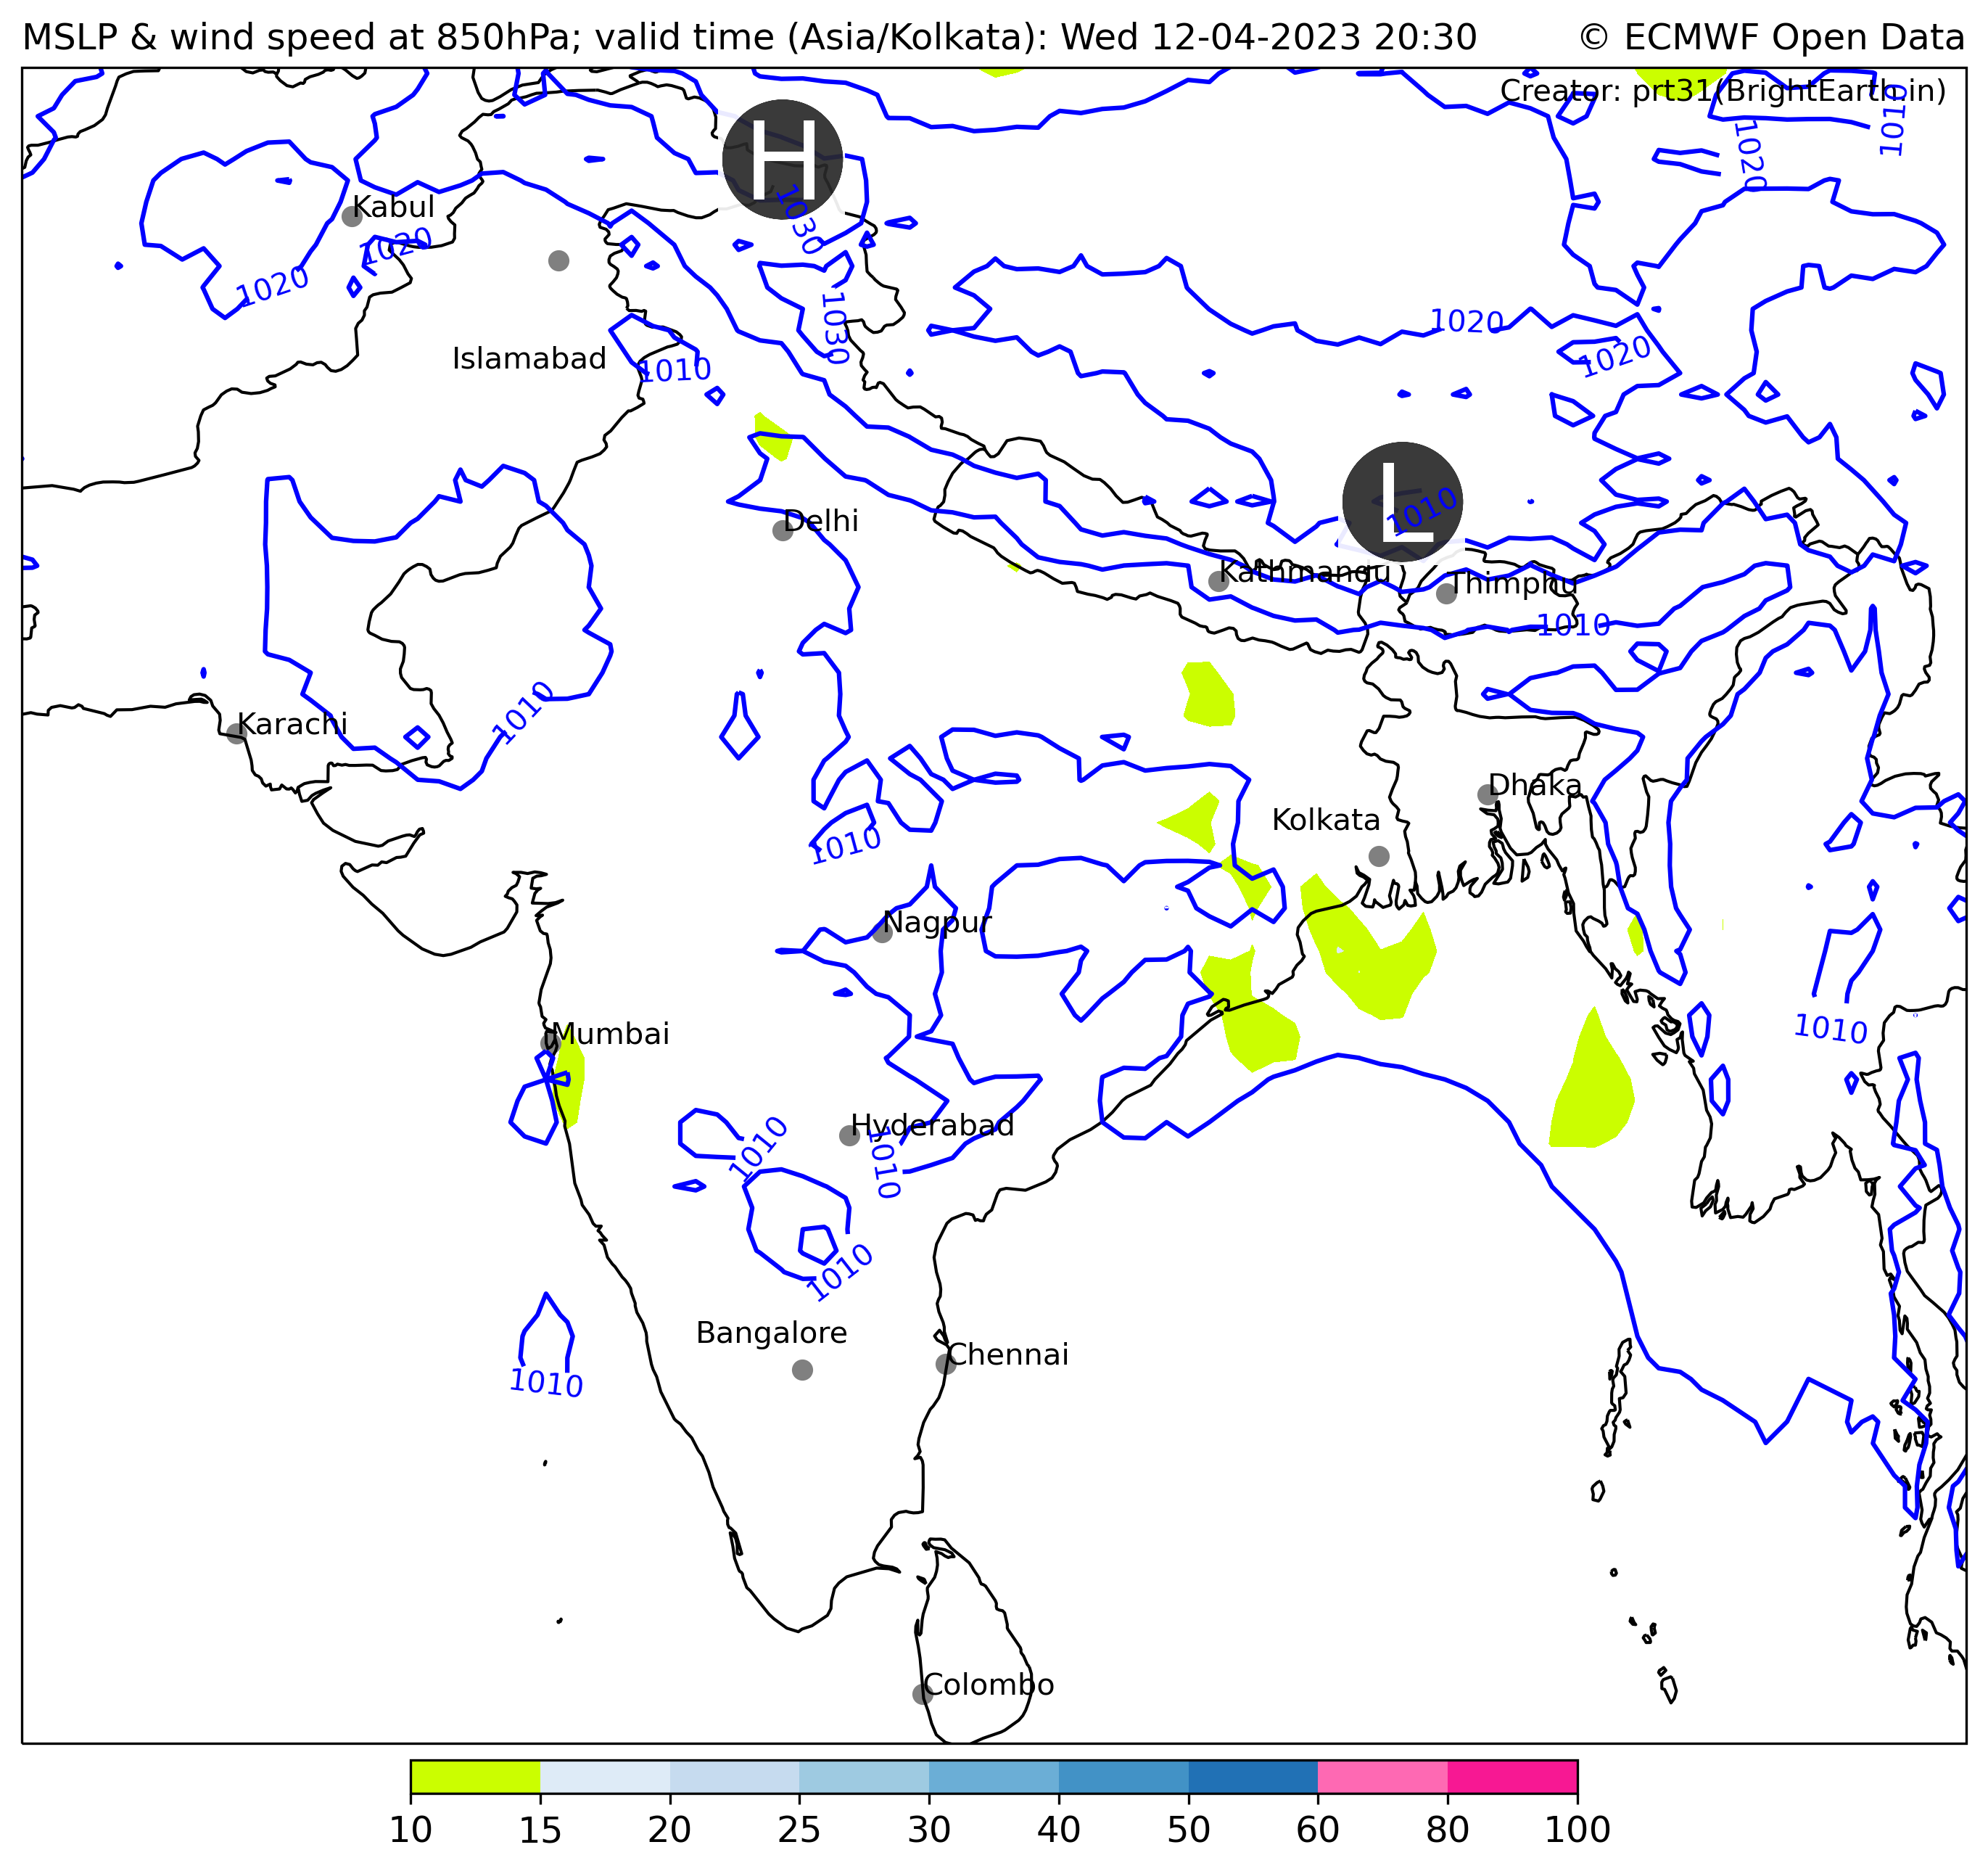 MSLP & wind speed at 850hPa; valid time (Asia/Kolkata): Wed 12-04-2023 20:30
© ECMWF Open Data
Creator: prt31(BrightEarth.in)
1010
1020
H
1030
Kabul
1020
1020
1030
1020
1020
Islamabad
1010
L
1010
Delhi
Kathmandu
Thimphu
1010
Karachi
1010
Dhaka
Kolkata
1010
Nagpur
Mumbai
1010
Hyderabad
1010
1010
1010
Bangalore
Chennai
1010
Colombo
10 15 20 25 30 40 50 60 80 100